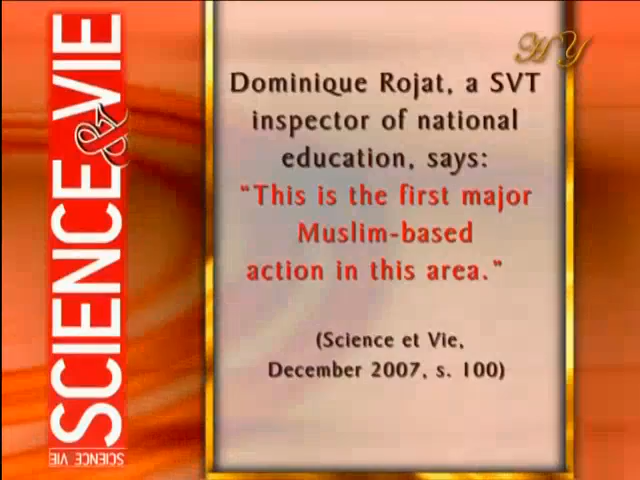 SCIENCE & VIE
SCIENCE VIE
HY
Dominique Rojat, a SVT
inspector of national
education, says:
"This is the first major
Muslim-based
action in this area."
(Science et Vie,
December 2007, s. 100)